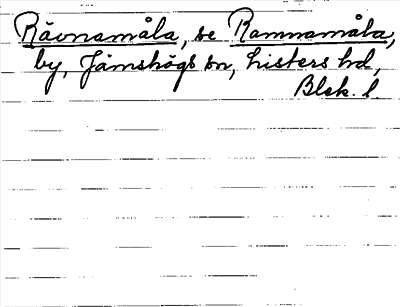 Rävnamåla, se Ramnamåla,
by, Jämshögs sn, Listers hd,
Blek. l